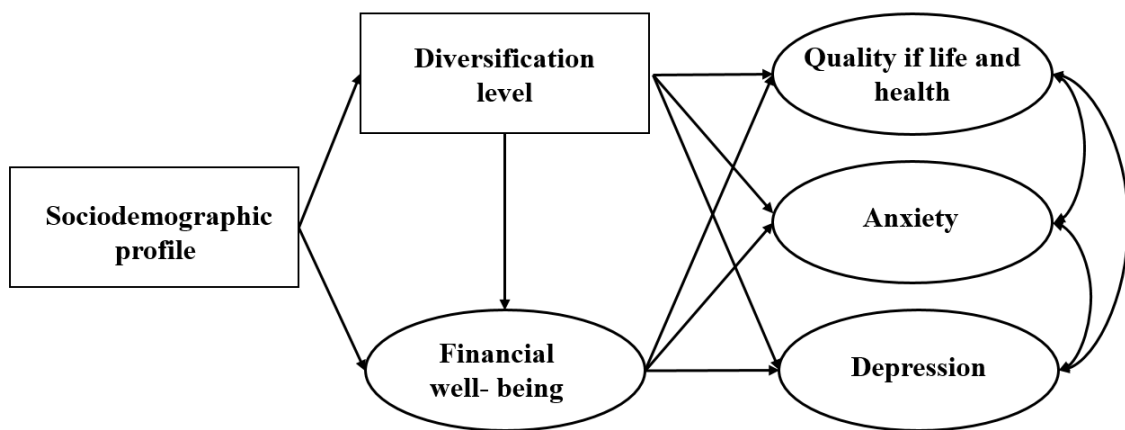 Diversification
level
Quality if life and
health
Sociodemographic
profile
Anxiety
Financial
well- being
Depression